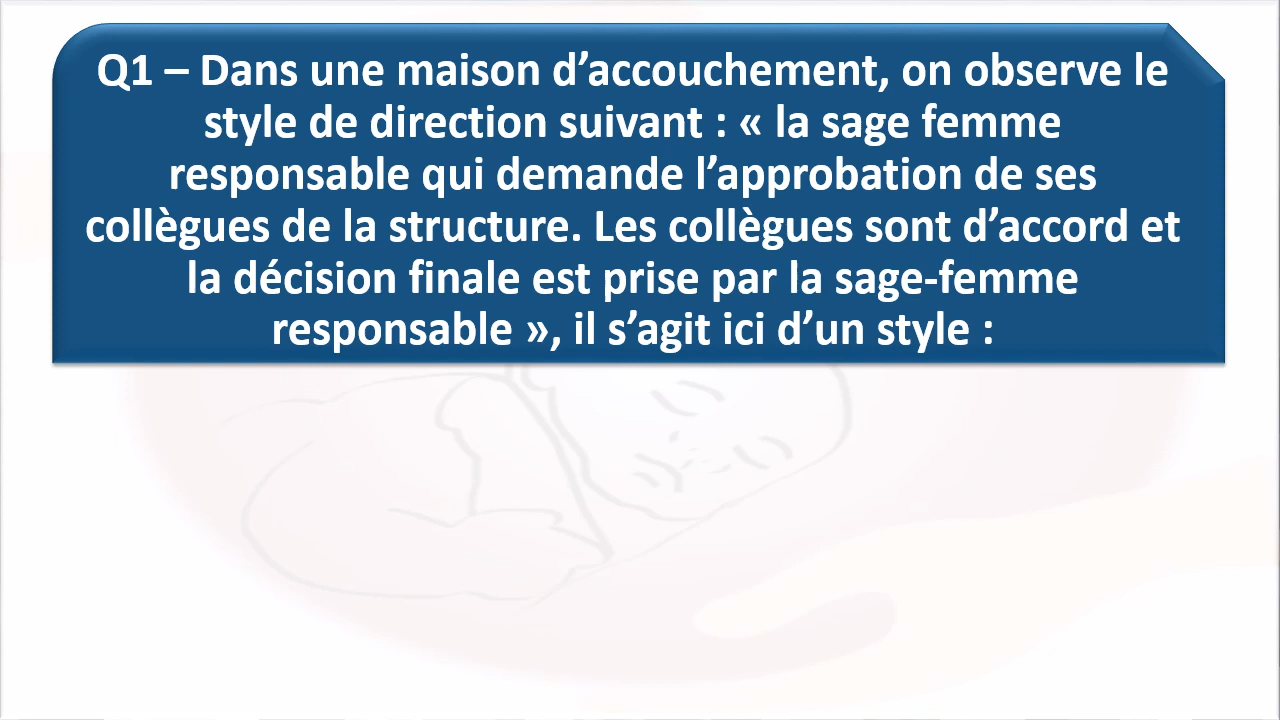 Q1 – Dans une maison d’accouchement, on observe le
style de direction suivant : « la sage femme
responsable qui demande l’approbation de ses
collègues de la structure. Les collègues sont d’accord et
la décision finale est prise par la sage-femme
responsable », il s’agit ici d’un style :